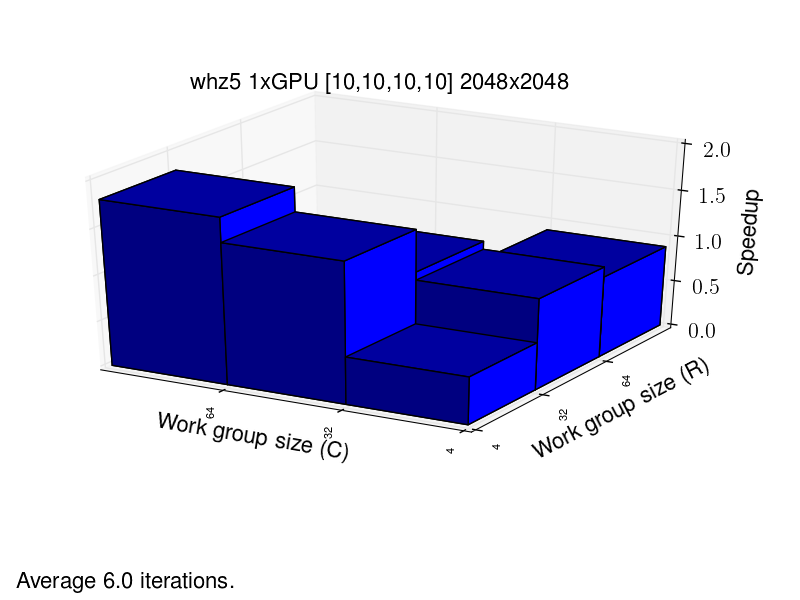 whz5 1xGPU [10,10,10,10] 2048x2048
2.0
1.5
1.0
0.5
0.0
Speedup
64
32
4
Work group size (C)
4
32
64
Work group size (R)
Average 6.0 iterations.